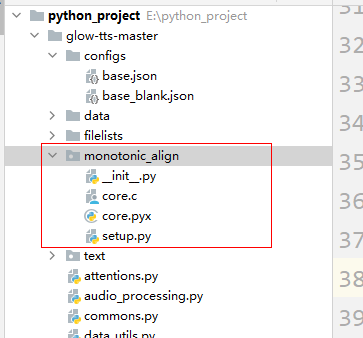 python_project E:\python_project
glow-tts-master
configs
base.json
base_blank.json
data
filelists
monotonic_align
__init__.py
core.c
core.pyx
setup.py
text
attentions.py
audio_processing.py
commons.py
data_utils.py
32
33
34
35
36
37
38
39